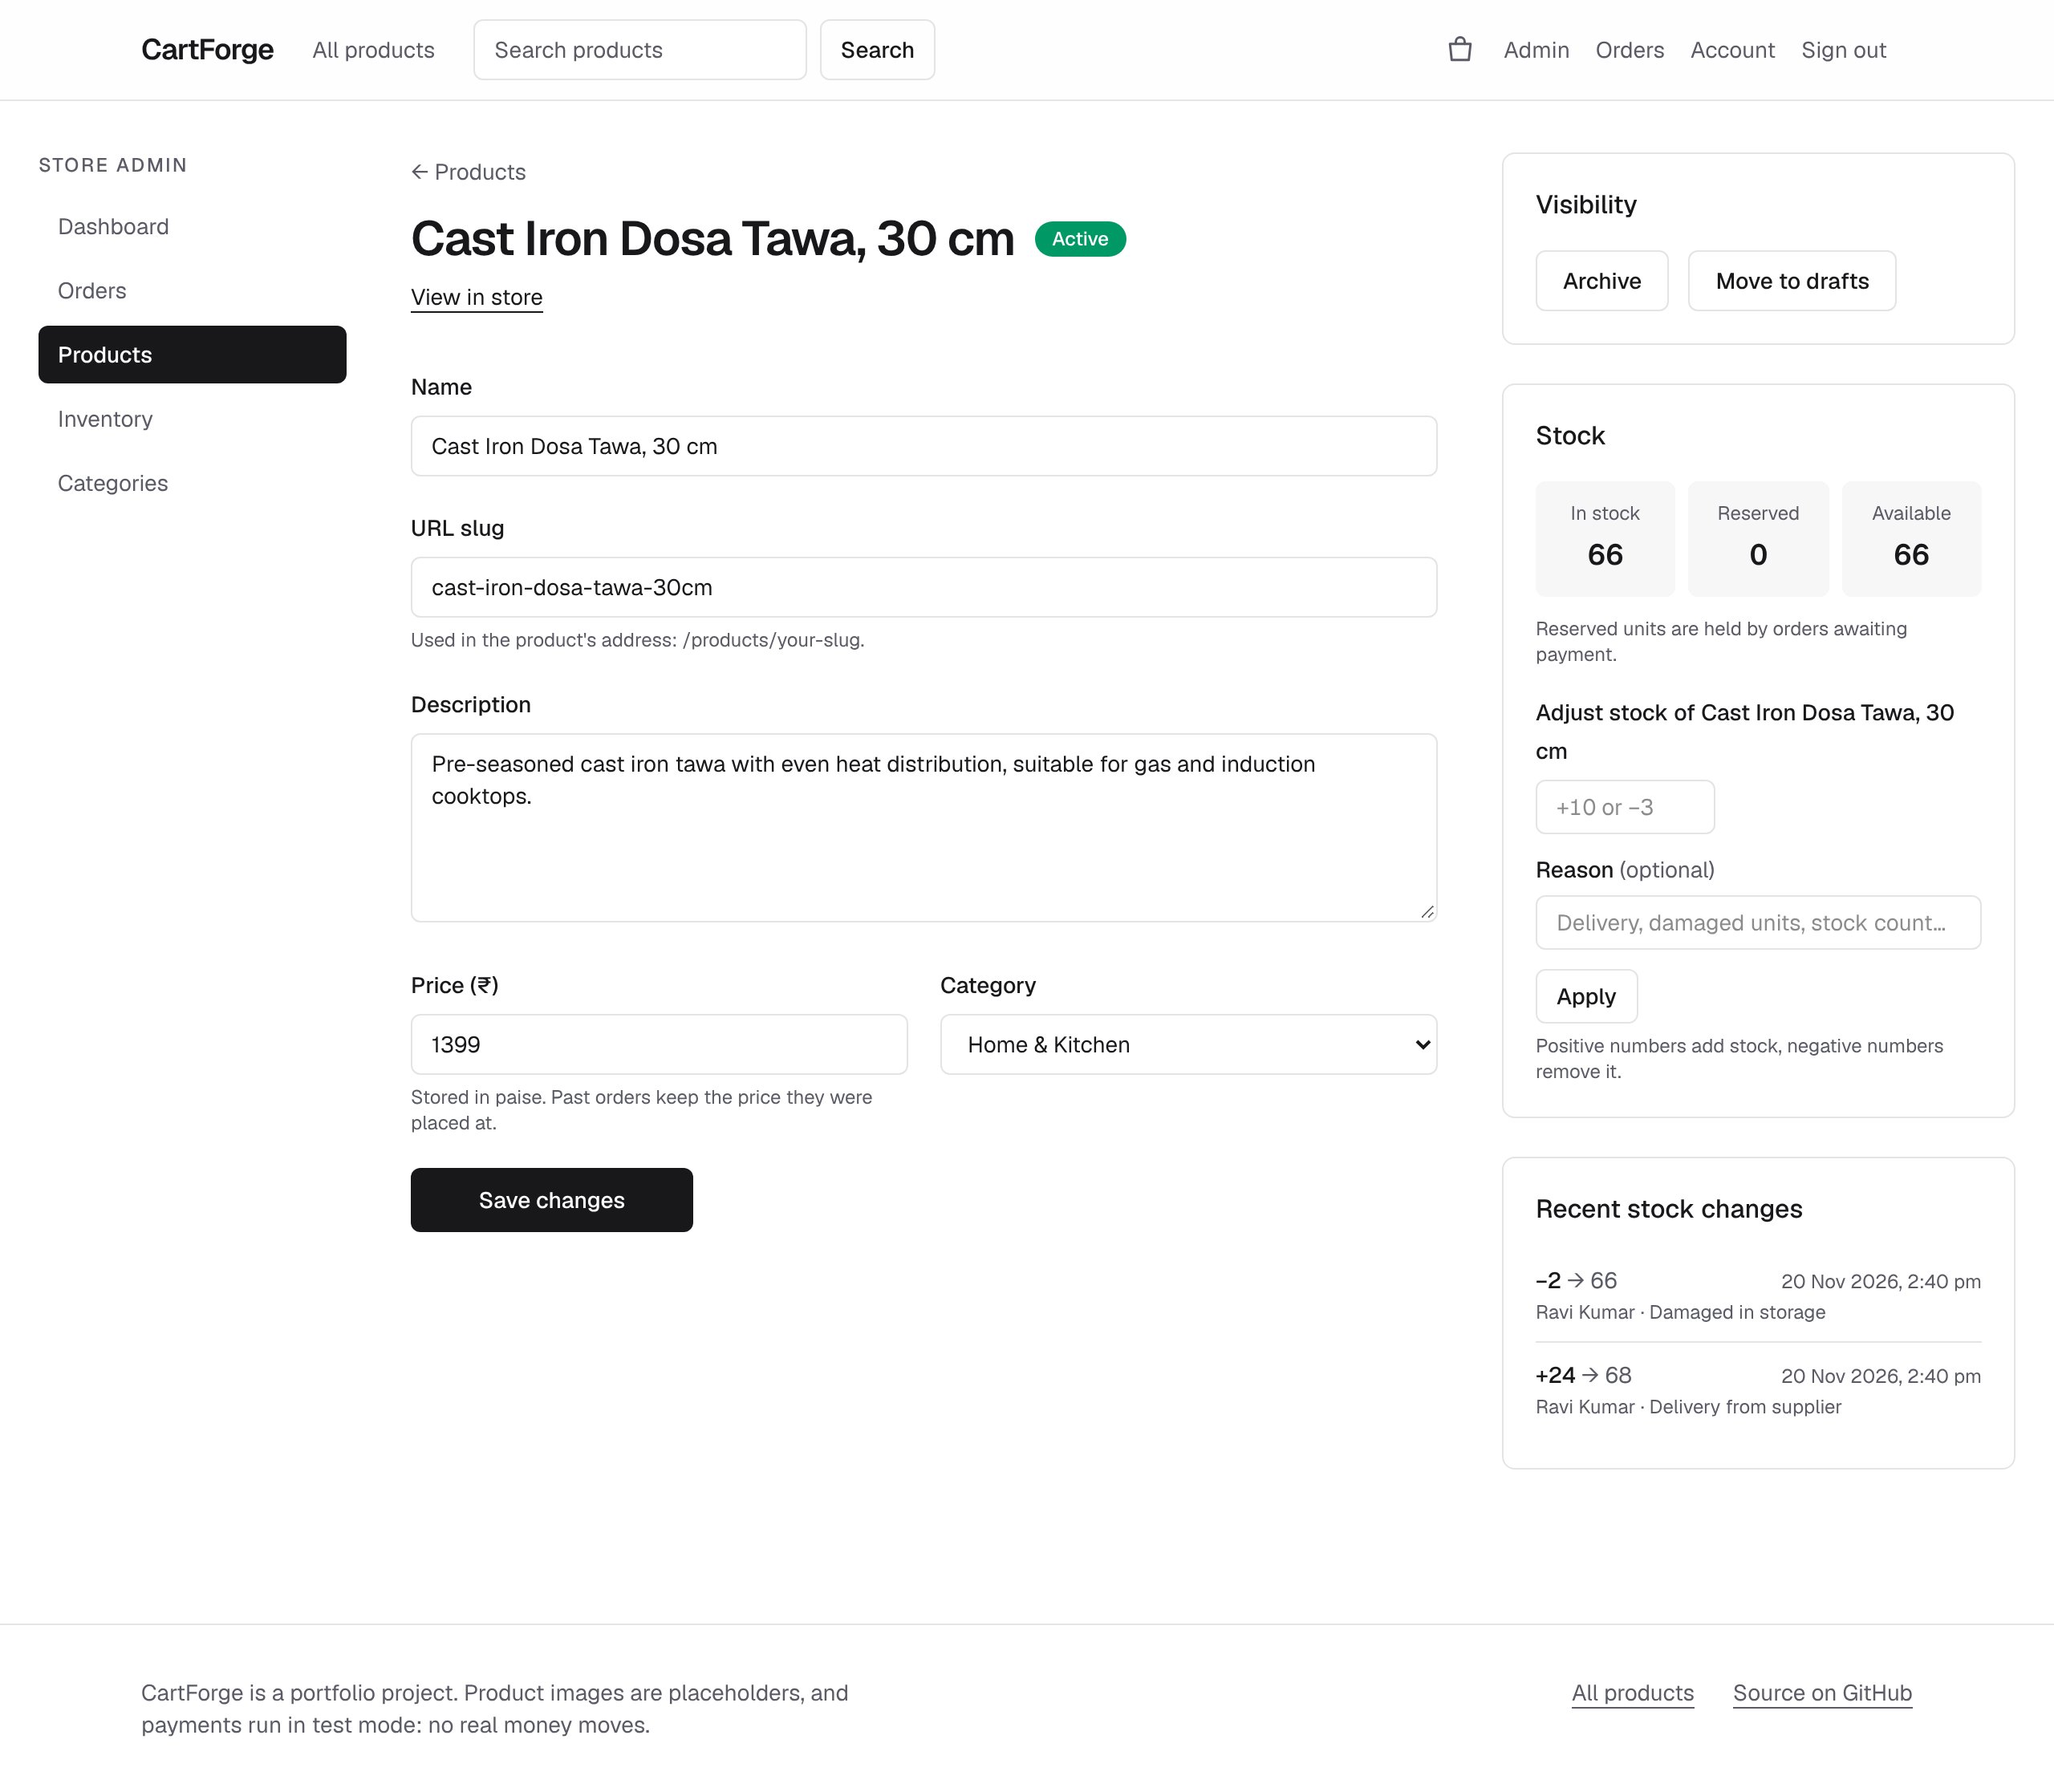 CartForge
All products
Search products
Search
Admin
Orders
Account
Sign out
STORE ADMIN
Dashboard
Orders
Products
Inventory
Categories
← Products
Cast Iron Dosa Tawa, 30 cm
Active
View in store
Name
Cast Iron Dosa Tawa, 30 cm
URL slug
cast-iron-dosa-tawa-30cm
Used in the product's address: /products/your-slug.
Description
Pre-seasoned cast iron tawa with even heat distribution, suitable for gas and induction
cooktops.
Price (₹)
1399
Stored in paise. Past orders keep the price they were
placed at.
Category
Home & Kitchen
Save changes
Visibility
Archive
Move to drafts
Stock
In stock
66
Reserved
0
Available
66
Reserved units are held by orders awaiting
payment.
Adjust stock of Cast Iron Dosa Tawa, 30
cm
+10 or −3
Reason (optional)
Delivery, damaged units, stock count…
Apply
Positive numbers add stock, negative numbers
remove it.
Recent stock changes
−2 → 66
20 Nov 2026, 2:40 pm
Ravi Kumar · Damaged in storage
+24 → 68
20 Nov 2026, 2:40 pm
Ravi Kumar · Delivery from supplier
CartForge is a portfolio project. Product images are placeholders, and
payments run in test mode: no real money moves.
All products
Source on GitHub